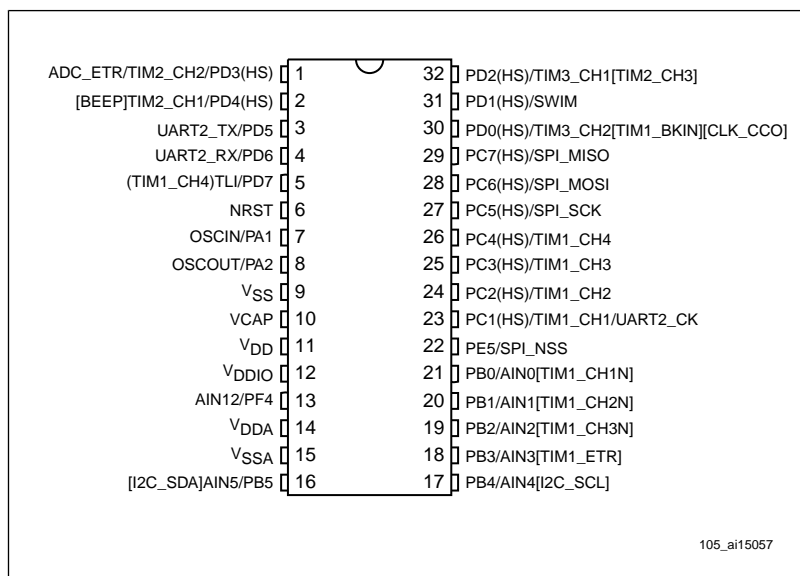 ADC_ETR/TIM2_CH2/PD3(HS) 1 32 PD2(HS)/TIM3_CH1[TIM2_CH3]
[BEEP]TIM2_CH1/PD4(HS) 2 31 PD1(HS)/SWIM
UART2_TX/PD5 3 30 PD0(HS)/TIM3_CH2[TIM1_BKIN][CLK_CCO]
UART2_RX/PD6 4 29 PC7(HS)/SPI_MISO
(TIM1_CH4)TLI/PD7 5 28 PC6(HS)/SPI_MOSI
NRST 6 27 PC5(HS)/SPI_SCK
OSCIN/PA1 7 26 PC4(HS)/TIM1_CH4
OSCOUT/PA2 8 25 PC3(HS)/TIM1_CH3
VSS 9 24 PC2(HS)/TIM1_CH2
VCAP 10 23 PC1(HS)/TIM1_CH1/UART2_CK
VDD 11 22 PE5/SPI_NSS
VDDIO 12 21 PB0/AIN0[TIM1_CH1N]
AIN12/PF4 13 20 PB1/AIN1[TIM1_CH2N]
VDDA 14 19 PB2/AIN2[TIM1_CH3N]
VSSA 15 18 PB3/AIN3[TIM1_ETR]
[I2C_SDA]AIN5/PB5 16 17 PB4/AIN4[I2C_SCL]
105_ai15057